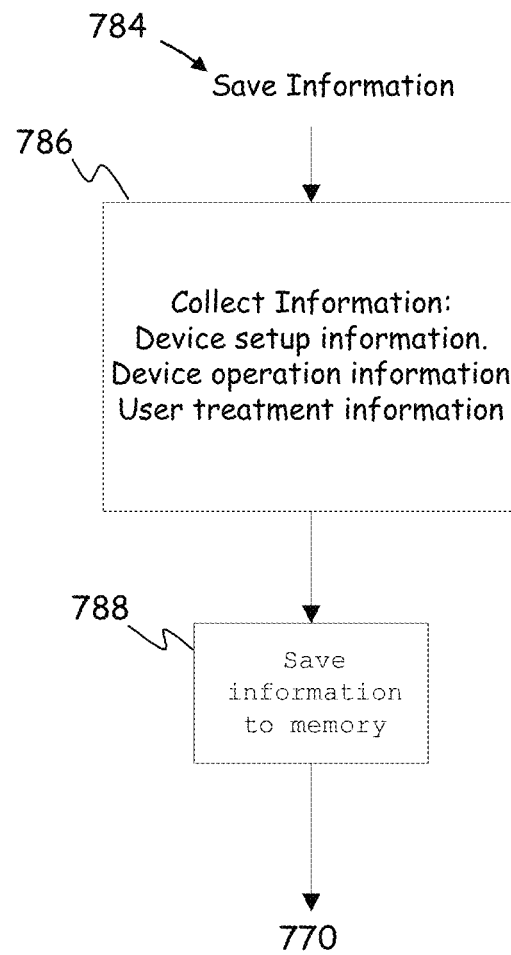 784
Save Information
786
Collect Information:
Device setup information.
Device operation information
User treatment information
788
Save
information
to memory
770